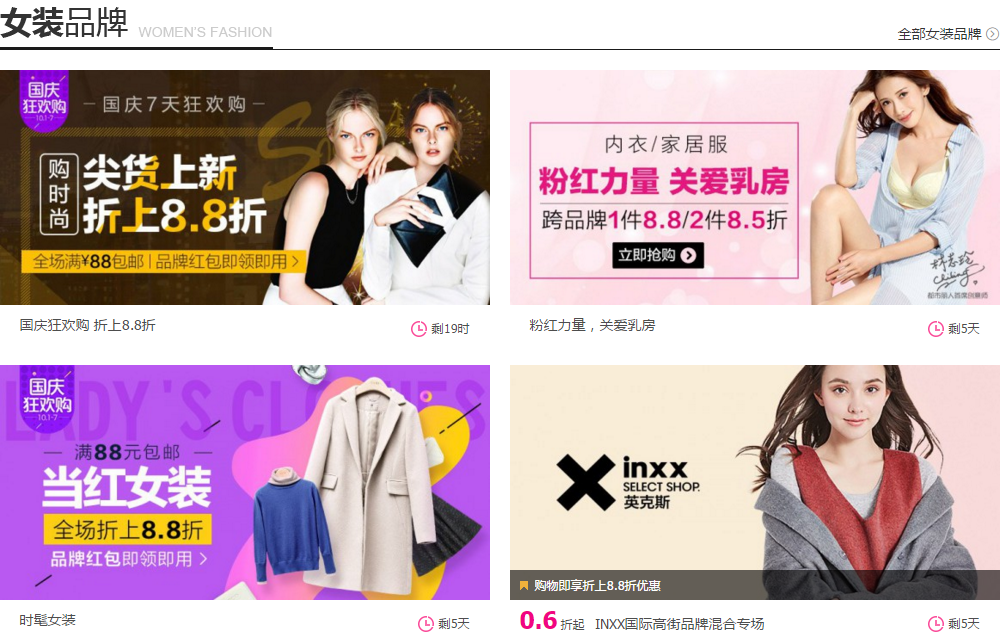 女装品牌 WOMEN'S FASHION
全部女装品牌
国庆
狂欢购
10.1-7
国庆7天狂欢购
购时尚
尖货上新
折上8.8折
全场满¥88包邮 | 品牌红包即领即用 >
国庆狂欢购 折上8.8折
剩19时
内衣/家居服
粉红力量 关爱乳房
跨品牌1件8.8/2件8.5折
立即抢购
林志玲
Chiling
粉红力量，关爱乳房
剩5天
LADY'S CLOTHES
国庆
狂欢购
10.1-7
满88元包邮
当红女装
全场折上8.8折
品牌红包即领即用 >
时髦女装
剩5天
inxx
SELECT SHOP.
英克斯
购物即享折上8.8折优惠
0.6 折起 INXX国际高街品牌混合专场
剩5天